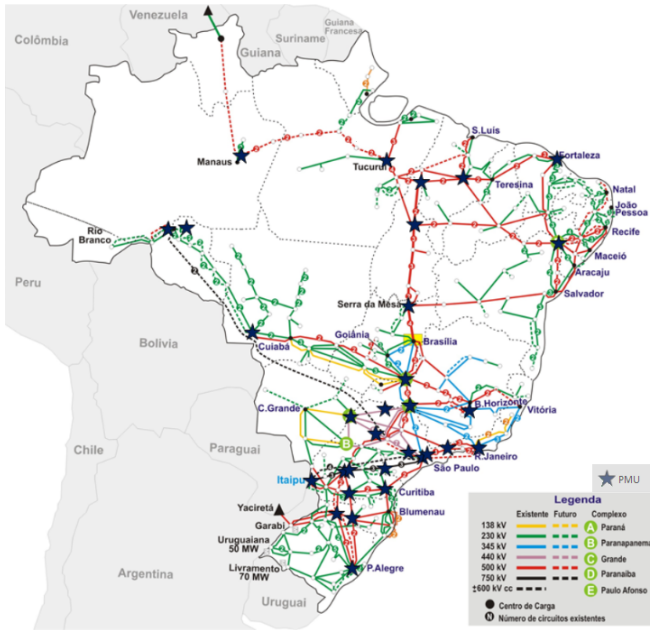 Venezuela
Guiana
Francesa
Suriname
Guiana
Colômbia
S.Luis
Fortaleza
Manaus
Tucuruí
Teresina
Natal
João
Pessoa
Recife
Maceió
Aracaju
Salvador
Rio
Branco
Peru
Serra da Mesa
Brasília
Goiânia
Cuiabá
Bolivia
B.Horizonte
Vitória
C.Grande
B
Chile
Paraguai
R.Janeiro
São Paulo
Itaipu
Curitiba
Yaciretá
Garabi
Blumenau
Uruguaiana
50 MW
Livramento
70 MW
P.Alegre
Argentina
Uruguai
PMU
Legenda
Existente Futuro Complexo
138 kV A Paraná
230 kV B Paranapanema
345 kV C Grande
440 kV D Paranaíba
500 kV E Paulo Afonso
750 kV
‡600 kV cc
Centro de Carga
N Número de circuitos existentes